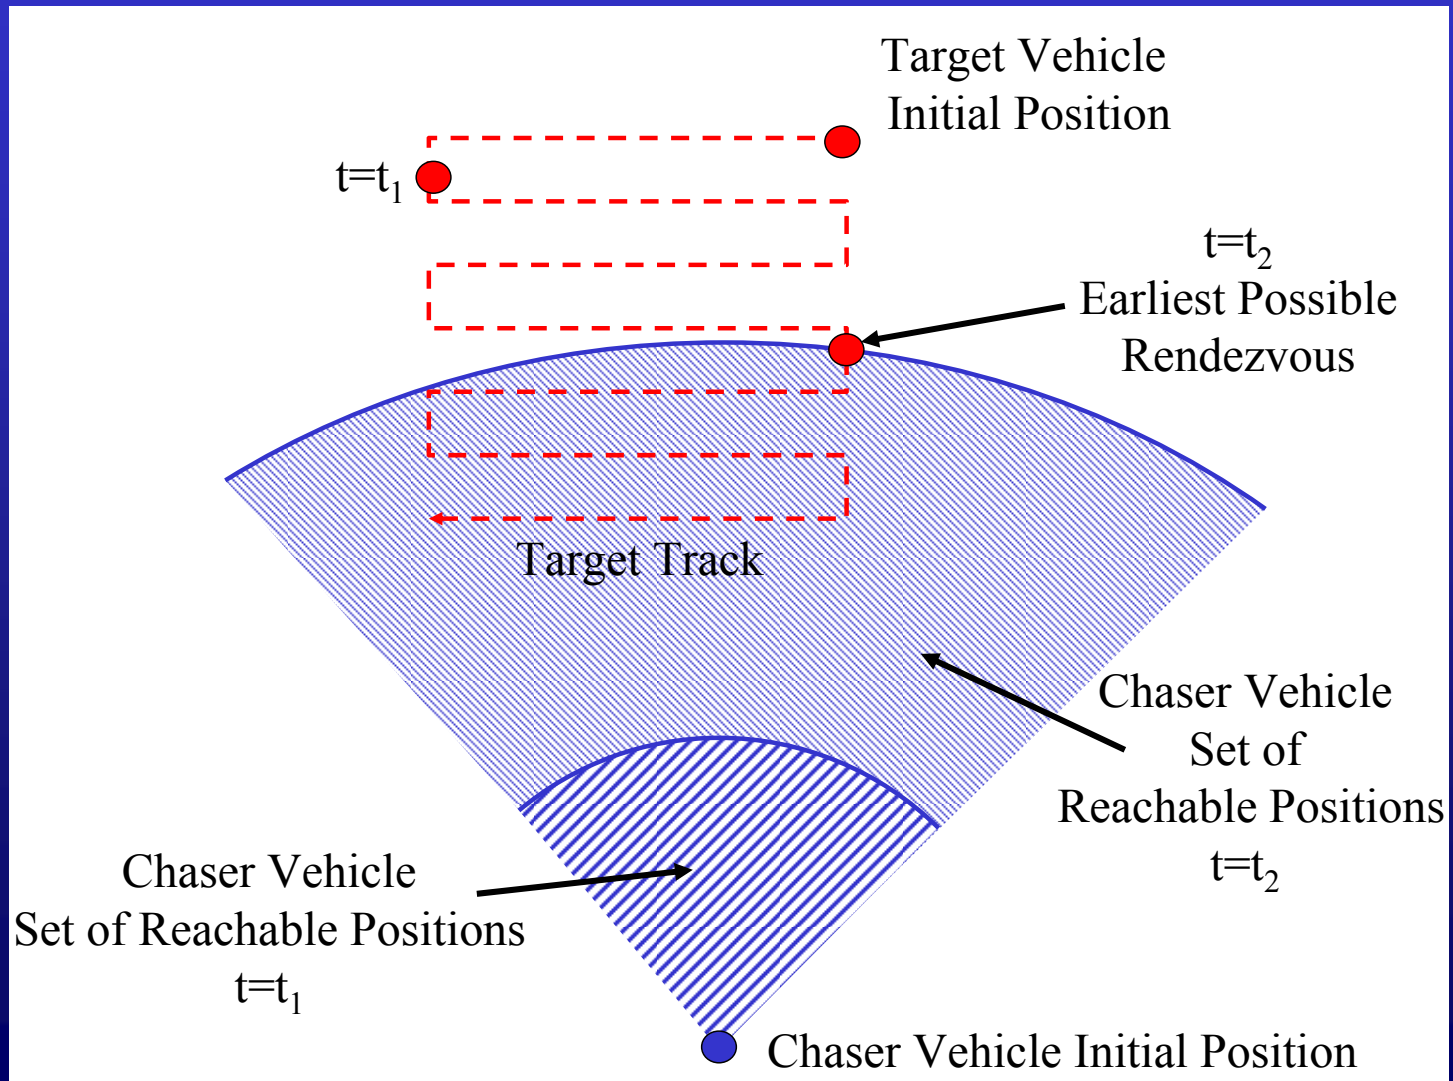 Target Vehicle
Initial Position
t=t₁
t=t₂
Earliest Possible
Rendezvous
Target Track
Chaser Vehicle
Set of
Reachable Positions
t=t₂
Chaser Vehicle
Set of Reachable Positions
t=t₁
Chaser Vehicle Initial Position